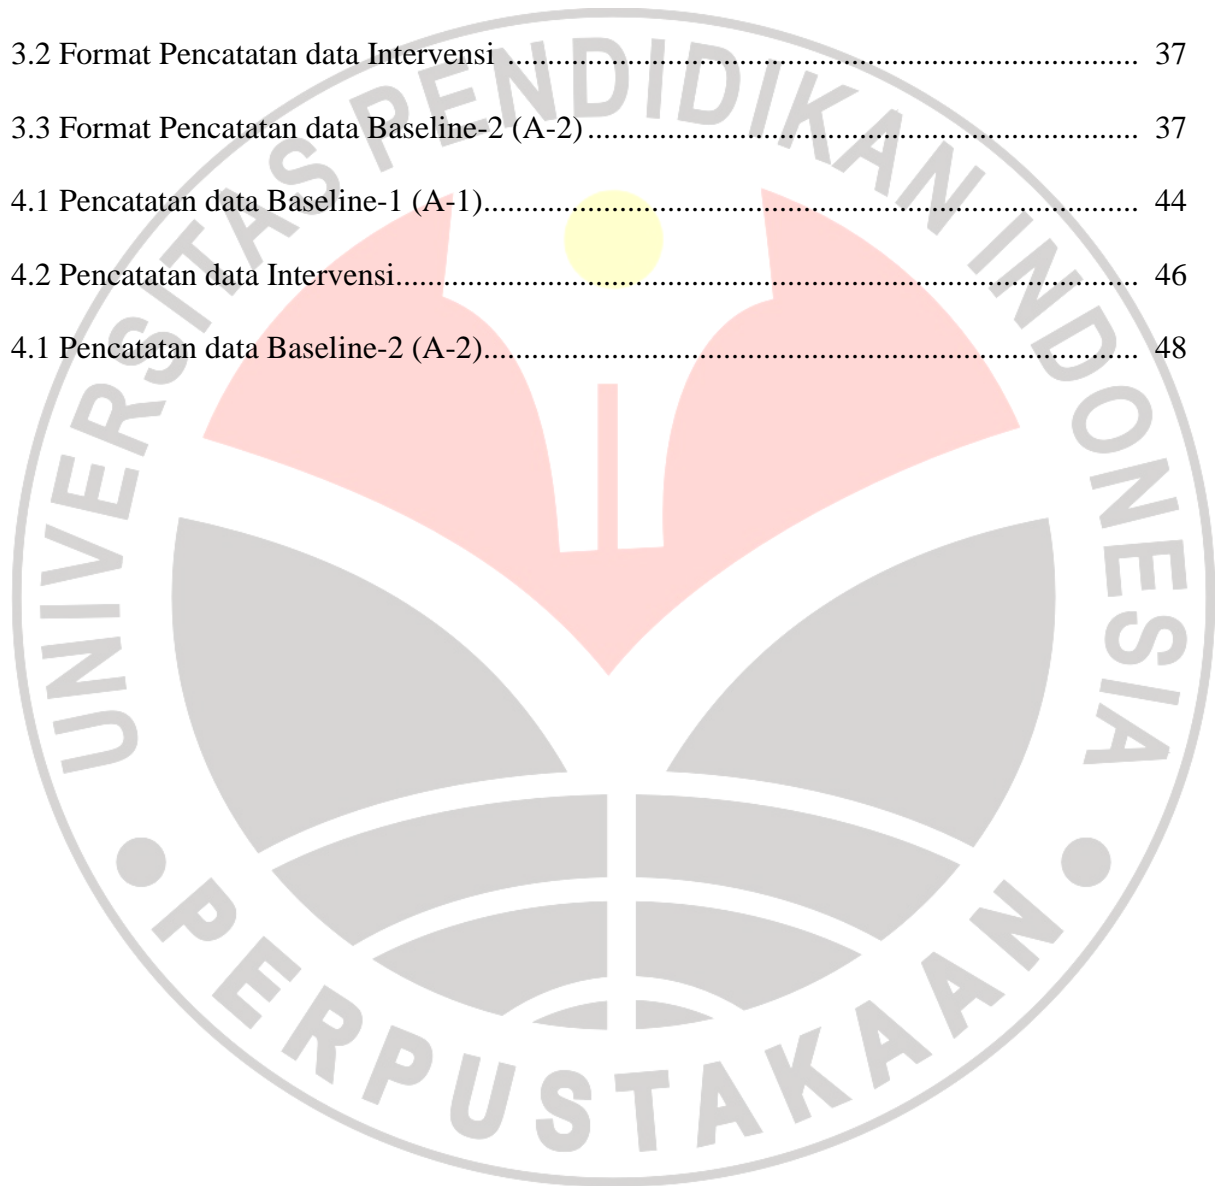 3.2 Format Pencatatan data Intervensi ............................................................................... 37
3.3 Format Pencatatan data Baseline-2 (A-2)..................................................................... 37
4.1 Pencatatan data Baseline-1 (A-1).................................................................................. 44
4.2 Pencatatan data Intervensi............................................................................................. 46
4.1 Pencatatan data Baseline-2 (A-2).................................................................................. 48
UNIVERSITAS PENDIDIKAN INDONESIA
PERPUSTAKAAN